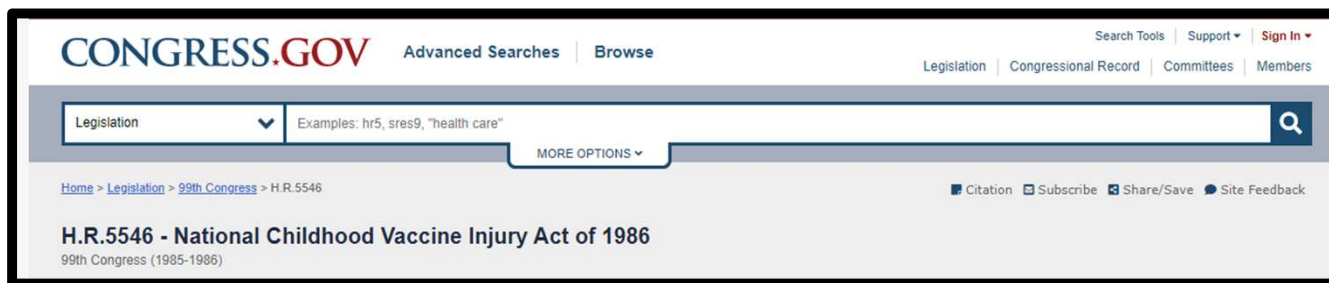 CONGRESS.GOV Advanced Searches Browse
Search Tools Support Sign In
Legislation Congressional Record Committees Members
Legislation Examples: hr5, sres9, "health care"
MORE OPTIONS
Home > Legislation > 99th Congress > H.R.5546
Citation Subscribe Share/Save Site Feedback
H.R.5546 - National Childhood Vaccine Injury Act of 1986
99th Congress (1985-1986)